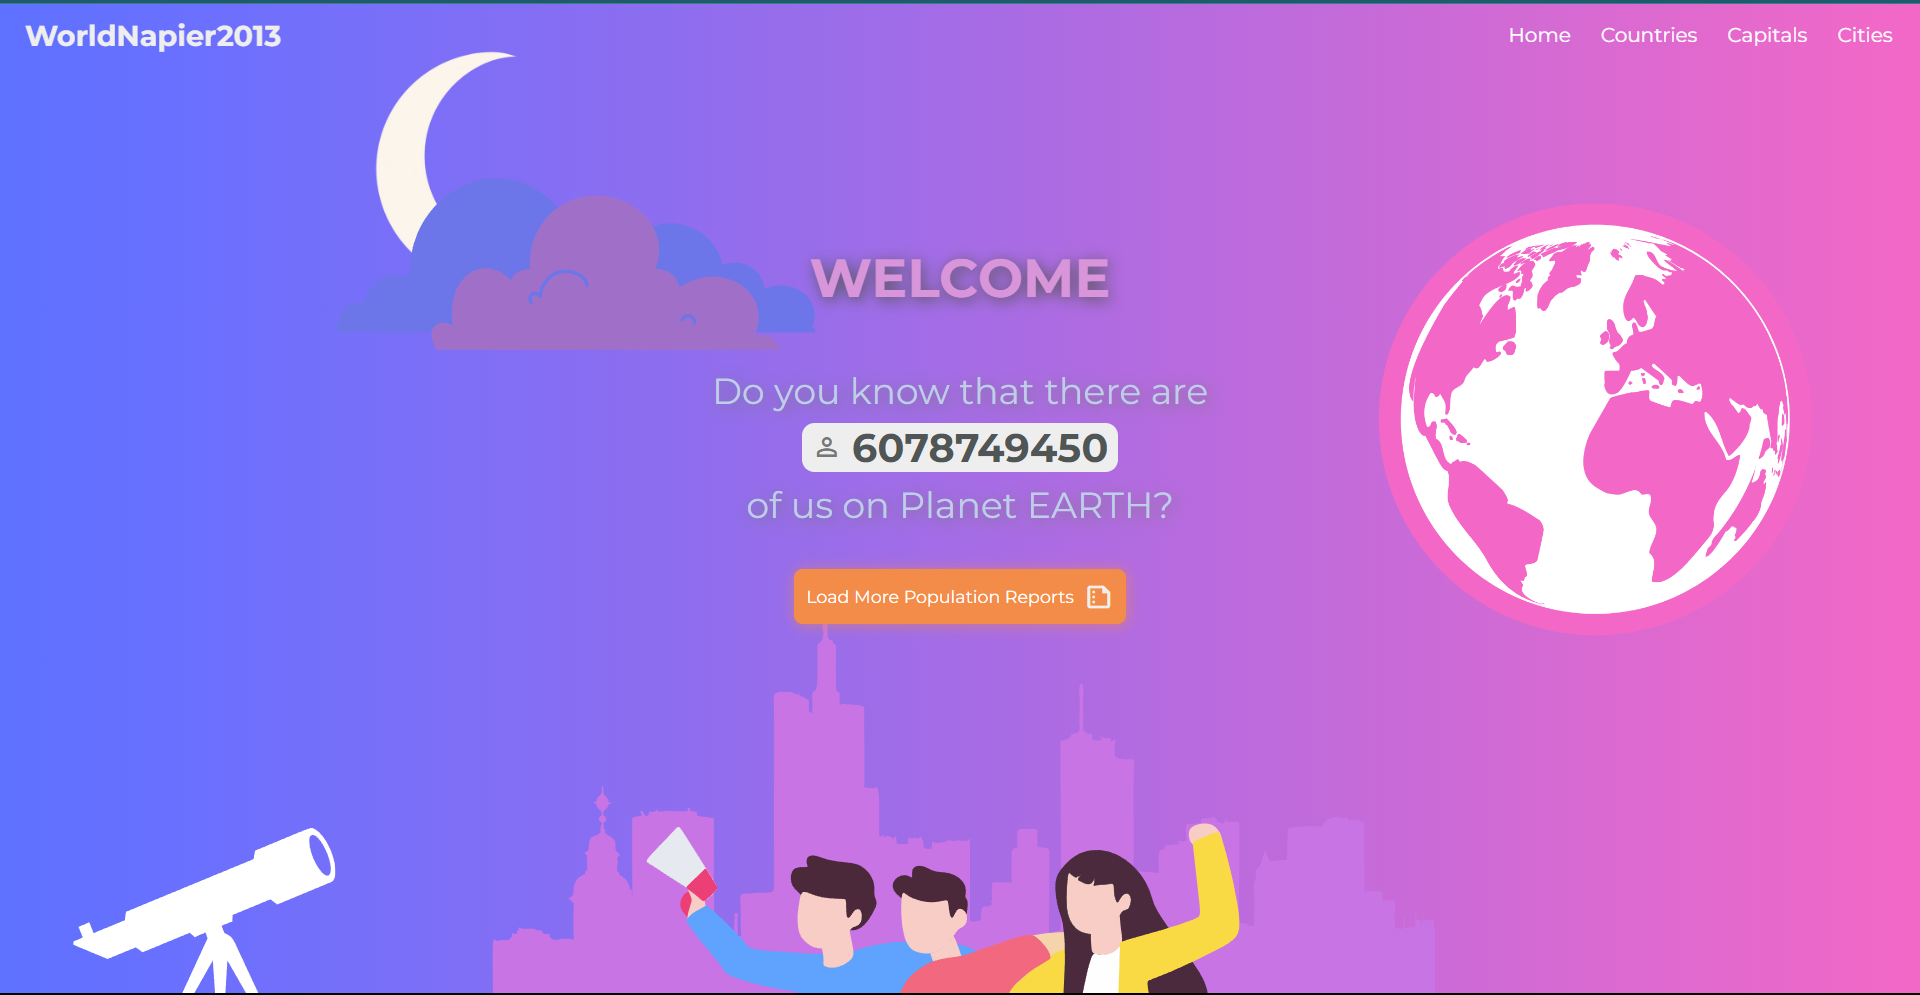 WorldNapier2013
Home Countries Capitals Cities
WELCOME
Do you know that there are
6078749450
of us on Planet EARTH?
Load More Population Reports